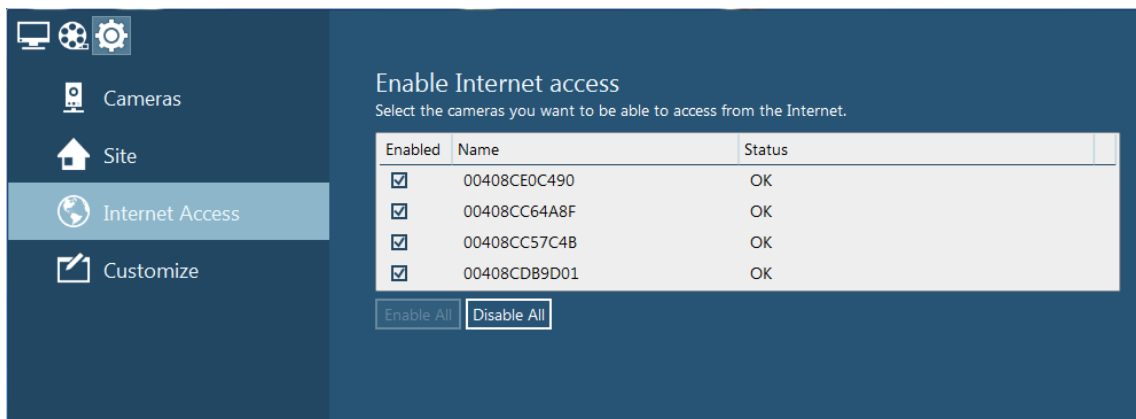 Cameras
Site
Internet Access
Customize
Enable Internet access
Select the cameras you want to be able to access from the Internet.
Enabled Name Status
00408CE0C490 OK
00408CC64A8F OK
00408CC57C4B OK
00408CDB9D01 OK
Enable All Disable All